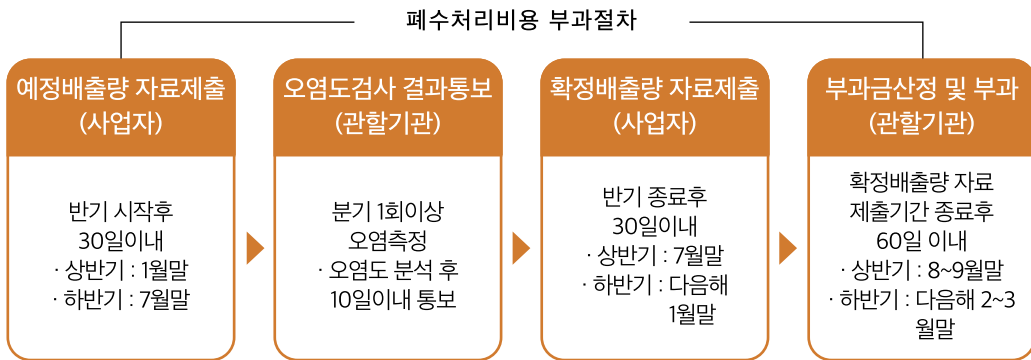 폐수처리비용 부과절차
예정배출량 자료제출
(사업자)
반기 시작후
30일이내
· 상반기 : 1월말
· 하반기 : 7월말
오염도검사 결과통보
(관할기관)
분기 1회이상
오염측정
· 오염도 분석 후
10일이내 통보
확정배출량 자료제출
(사업자)
반기 종료후
30일이내
· 상반기 : 7월말
· 하반기 : 다음해
1월말
부과금산정 및 부과
(관할기관)
확정배출량 자료
제출기간 종료후
60일 이내
· 상반기 : 8~9월말
· 하반기 : 다음해 2~3
월말